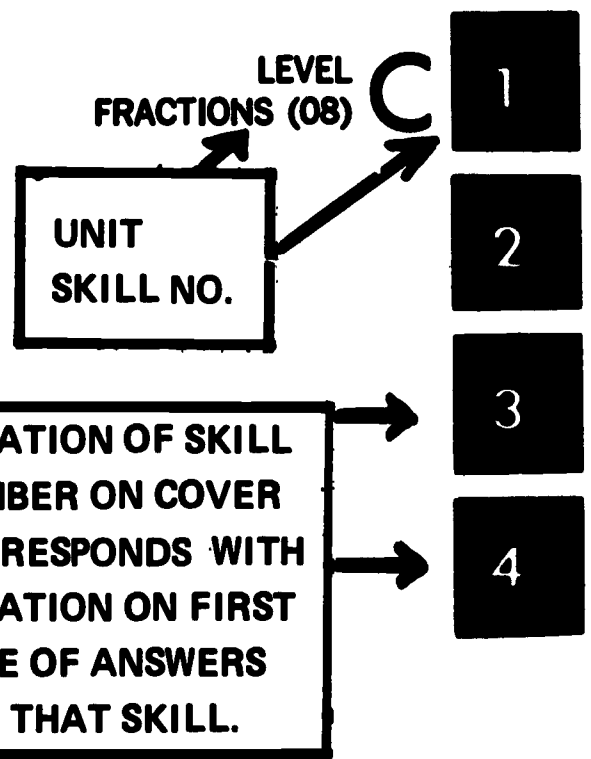 LEVEL C
FRACTIONS (08)
1
UNIT
SKILL NO.
2
3
ATION OF SKILL
BER ON COVER
RESPONDS WITH
ATION ON FIRST
E OF ANSWERS
THAT SKILL.
4